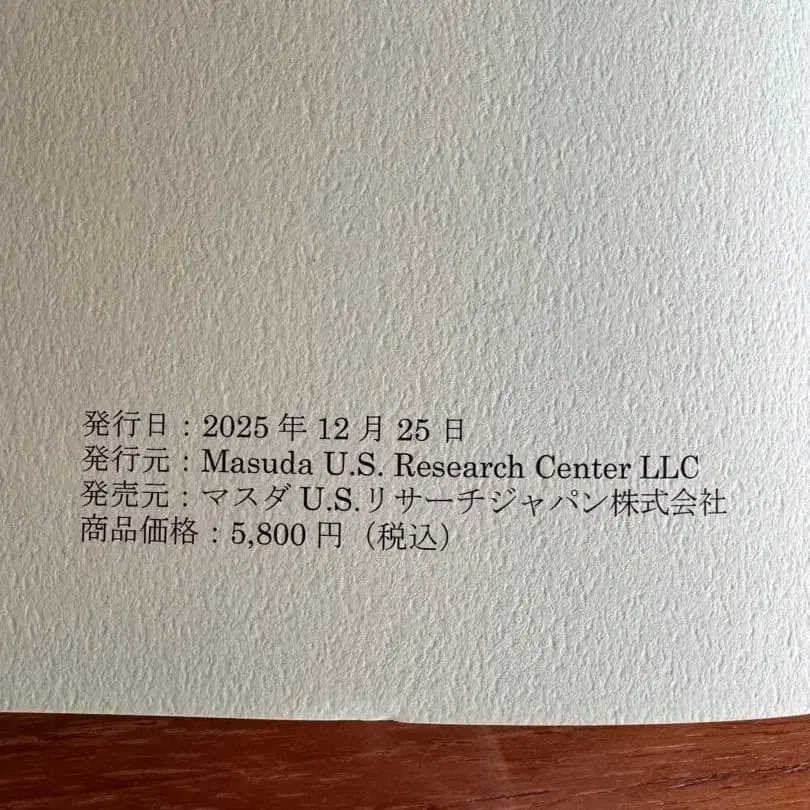 発行日：2025 年 12 月 25 日
発行元：Masuda U.S. Research Center LLC
発売元：マスダ U.S.リサーチジャパン株式会社
商品価格：5,800 円（税込）